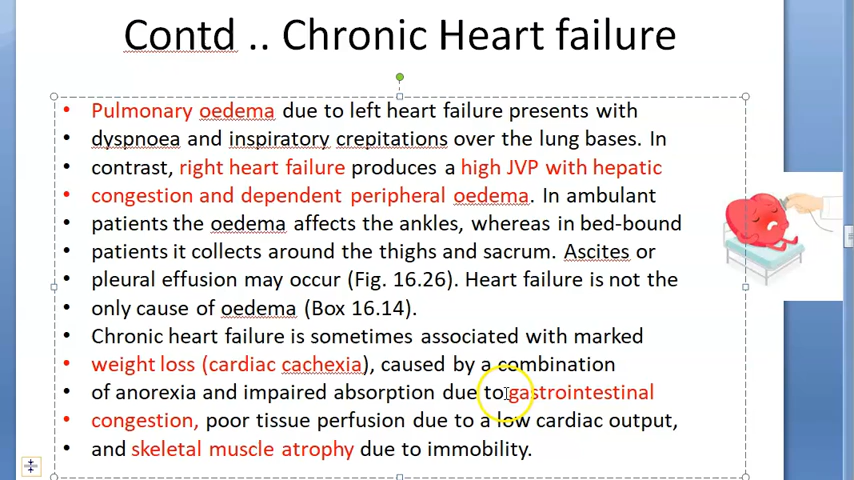 Contd .. Chronic Heart failure
• Pulmonary oedema due to left heart failure presents with
• dyspnoea and inspiratory crepitations over the lung bases. In
• contrast, right heart failure produces a high JVP with hepatic
• congestion and dependent peripheral oedema. In ambulant
• patients the oedema affects the ankles, whereas in bed-bound
• patients it collects around the thighs and sacrum. Ascites or
• pleural effusion may occur (Fig. 16.26). Heart failure is not the
• only cause of oedema (Box 16.14).
• Chronic heart failure is sometimes associated with marked
• weight loss (cardiac cachexia), caused by a combination
• of anorexia and impaired absorption due to gastrointestinal
• congestion, poor tissue perfusion due to a low cardiac output,
• and skeletal muscle atrophy due to immobility.